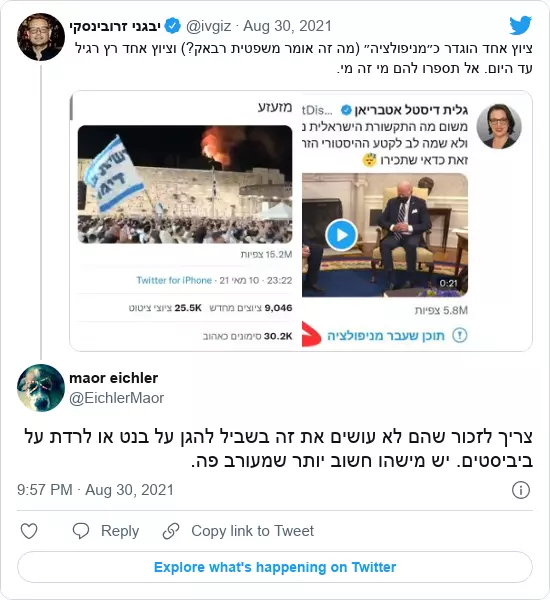 יבגני זרובינסקי @ivgiz · Aug 30, 2021
ציוץ אחד הוגדר כ״מניפולציה״ (מה זה אומר משפטית רבאק?) וציוץ אחד רץ רגיל
עד היום. אל תספרו להם מי זה מי.
מזעזע
15.2M צפיות
23:22 · 10 מאי 21 · Twitter for iPhone
9,046 ציוצים מחדש 25.5K ציוצי ציטוט
30.2K סימונים כאהוב
גלית דיסטל אטבריאן
משום מה התקשורת הישראלית
ולא שמה לב לקטע ההיסטורי הזה
זאת כדאי שתכירו
0:21
5.8M צפיות
תוכן שעבר מניפולציה
maor eichler
@EichlerMaor
צריך לזכור שהם לא עושים את זה בשביל להגן על בנט או לרדת על
ביביסטים. יש מישהו חשוב יותר שמעורב פה.
9:57 PM · Aug 30, 2021
Reply Copy link to Tweet
Explore what's happening on Twitter